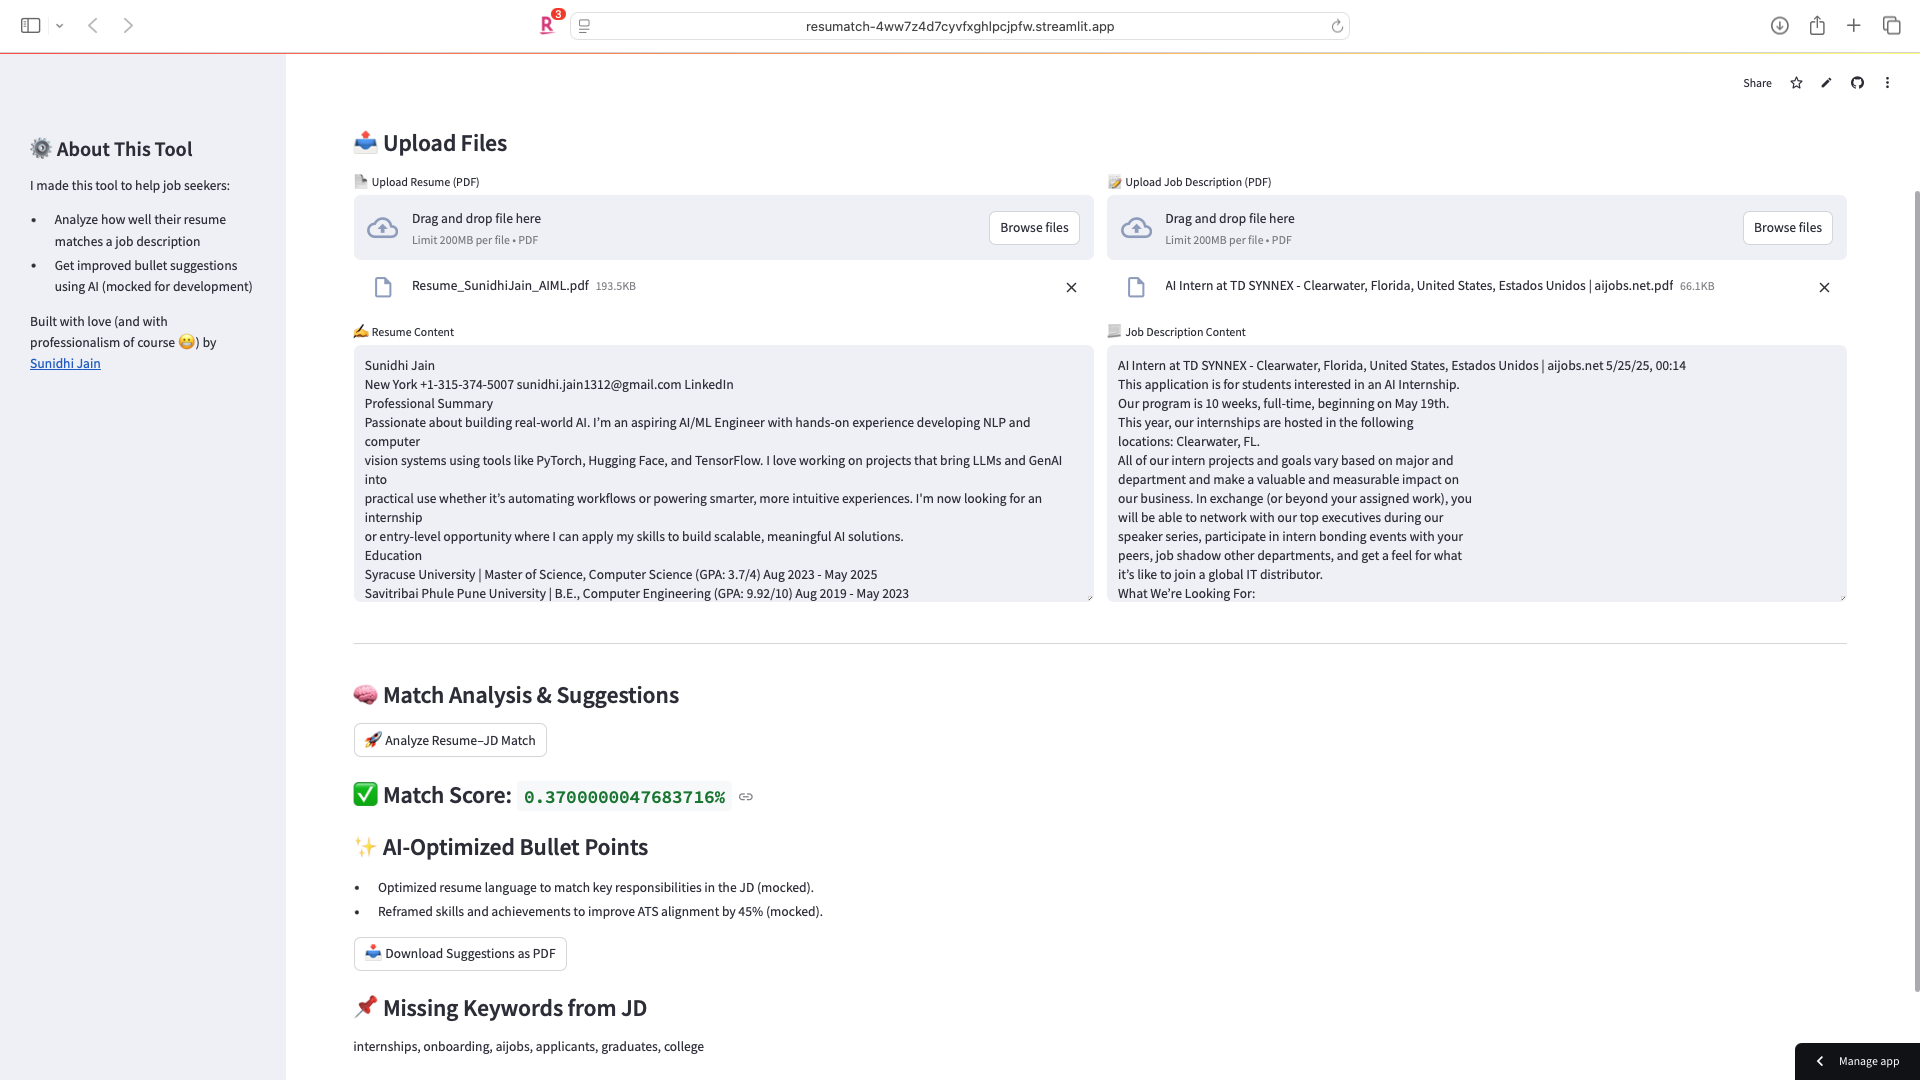 3
resumatch-4ww7z4d7cyvfxghlpcjpfw.streamlit.app
Share
About This Tool
I made this tool to help job seekers:
• Analyze how well their resume
matches a job description
• Get improved bullet suggestions
using AI (mocked for development)
Built with love (and with
professionalism of course 😀) by
Sunidhi Jain
Upload Files
Upload Resume (PDF)
Drag and drop file here
Limit 200MB per file • PDF
Browse files
Resume_SunidhiJain_AIML.pdf 193.5KB
Resume Content
Sunidhi Jain
New York +1-315-374-5007 sunidhi.jain1312@gmail.com LinkedIn
Professional Summary
Passionate about building real-world AI. I’m an aspiring AI/ML Engineer with hands-on experience developing NLP and
computer
vision systems using tools like PyTorch, Hugging Face, and TensorFlow. I love working on projects that bring LLMs and GenAI
into
practical use whether it’s automating workflows or powering smarter, more intuitive experiences. I'm now looking for an
internship
or entry-level opportunity where I can apply my skills to build scalable, meaningful AI solutions.
Education
Syracuse University | Master of Science, Computer Science (GPA: 3.7/4) Aug 2023 - May 2025
Savitribai Phule Pune University | B.E., Computer Engineering (GPA: 9.92/10) Aug 2019 - May 2023
Upload Job Description (PDF)
Drag and drop file here
Limit 200MB per file • PDF
Browse files
AI Intern at TD SYNNEX - Clearwater, Florida, United States, Estados Unidos | aijobs.net.pdf 66.1KB
Job Description Content
AI Intern at TD SYNNEX - Clearwater, Florida, United States, Estados Unidos | aijobs.net 5/25/25, 00:14
This application is for students interested in an AI Internship.
Our program is 10 weeks, full-time, beginning on May 19th.
This year, our internships are hosted in the following
locations: Clearwater, FL.
All of our intern projects and goals vary based on major and
department and make a valuable and measurable impact on
our business. In exchange (or beyond your assigned work), you
will be able to network with our top executives during our
speaker series, participate in intern bonding events with your
peers, job shadow other departments, and get a feel for what
it’s like to join a global IT distributor.
What We’re Looking For:
Match Analysis & Suggestions
Analyze Resume–JD Match
Match Score: 0.3700000047683716%
AI-Optimized Bullet Points
• Optimized resume language to match key responsibilities in the JD (mocked).
• Reframed skills and achievements to improve ATS alignment by 45% (mocked).
Download Suggestions as PDF
Missing Keywords from JD
internships, onboarding, aijobs, applicants, graduates, college
Manage app